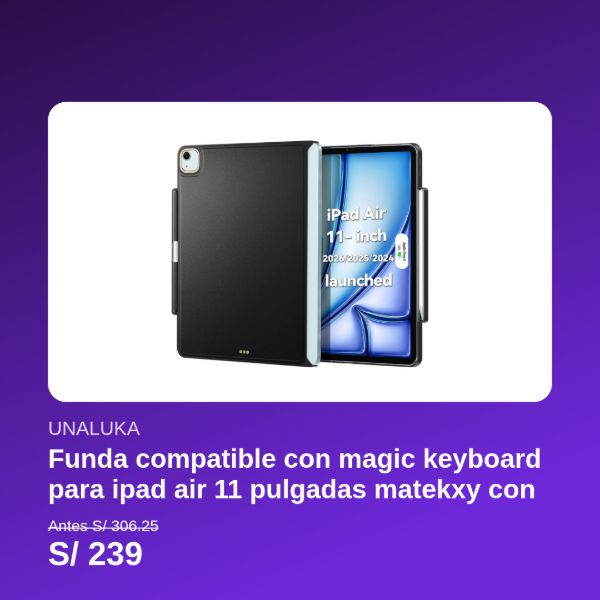 iPad Air
11- inch
2026/2025/2024
launched
UNALUKA
Funda compatible con magic keyboard
para ipad air 11 pulgadas matekxy con
Antes S/ 306.25
S/ 239